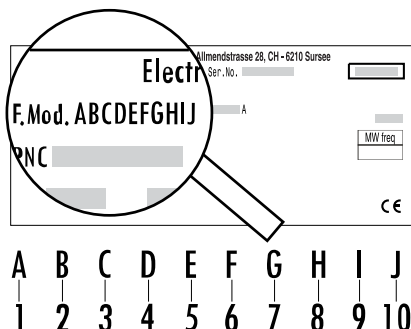 Allmendstrasse 28, CH - 6210 Sursee
Electr
Ser.No.
F.Mod. ABCDEFGHIJ
A
PNC
MW freq
CE
A B C D E F G H I J
1 2 3 4 5 6 7 8 9 10